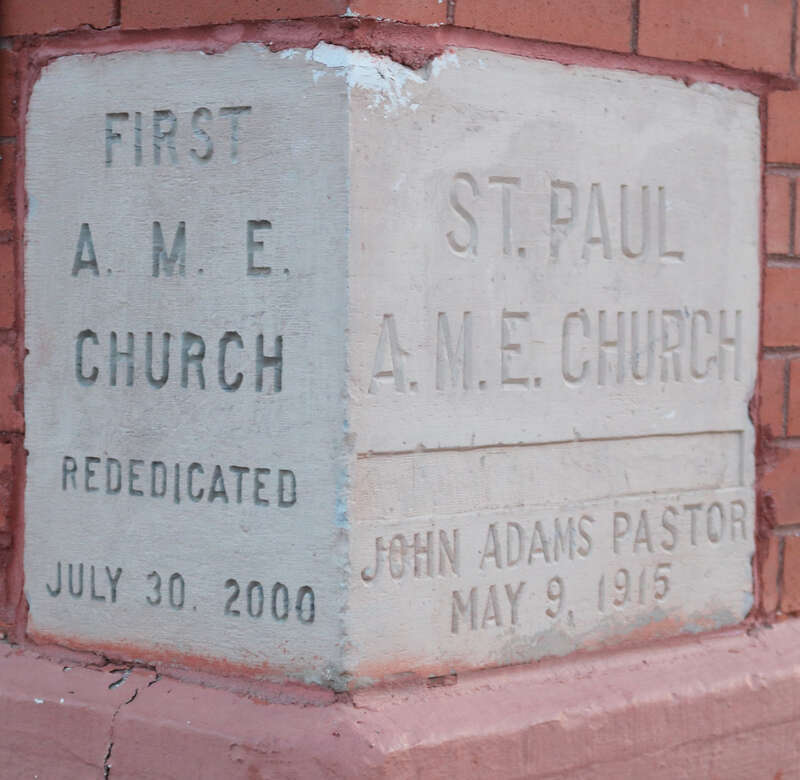 FIRST
A. M. E.
CHURCH
REDEDICATED
JULY 30. 2000
ST. PAUL
A.M.E. CHURCH
JOHN ADAMS PASTOR
MAY 9, 1915